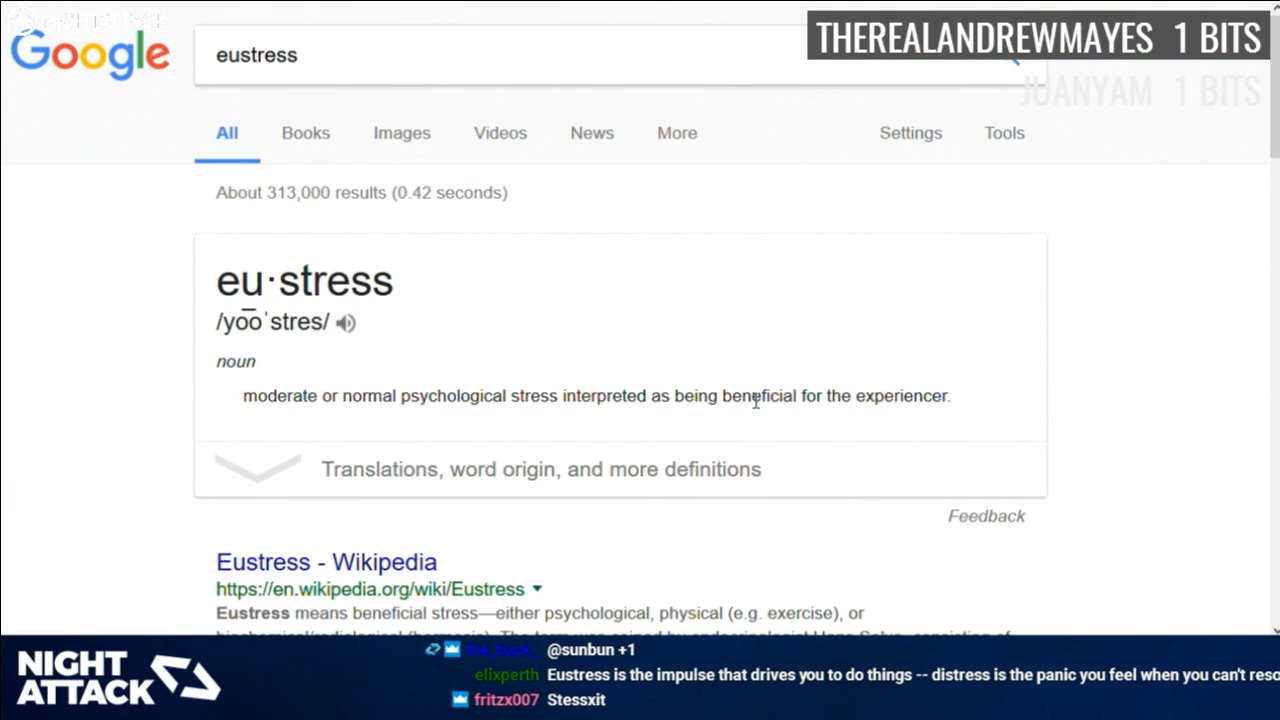 Google
eustress
THEREALANDREWMAYES 1 BITS
JUANYAM 1 BITS
All Books Images Videos News More Settings Tools
About 313,000 results (0.42 seconds)
eu·stress
/yo͞oˈstres/
noun
moderate or normal psychological stress interpreted as being beneficial for the experiencer.
Translations, word origin, and more definitions
Feedback
Eustress - Wikipedia
https://en.wikipedia.org/wiki/Eustress
Eustress means beneficial stress—either psychological, physical (e.g. exercise), or
NIGHT
ATTACK
the_buck_ @sunbun +1
elixperth Eustress is the impulse that drives you to do things -- distress is the panic you feel when you can't reso
fritzx007 Stessxit